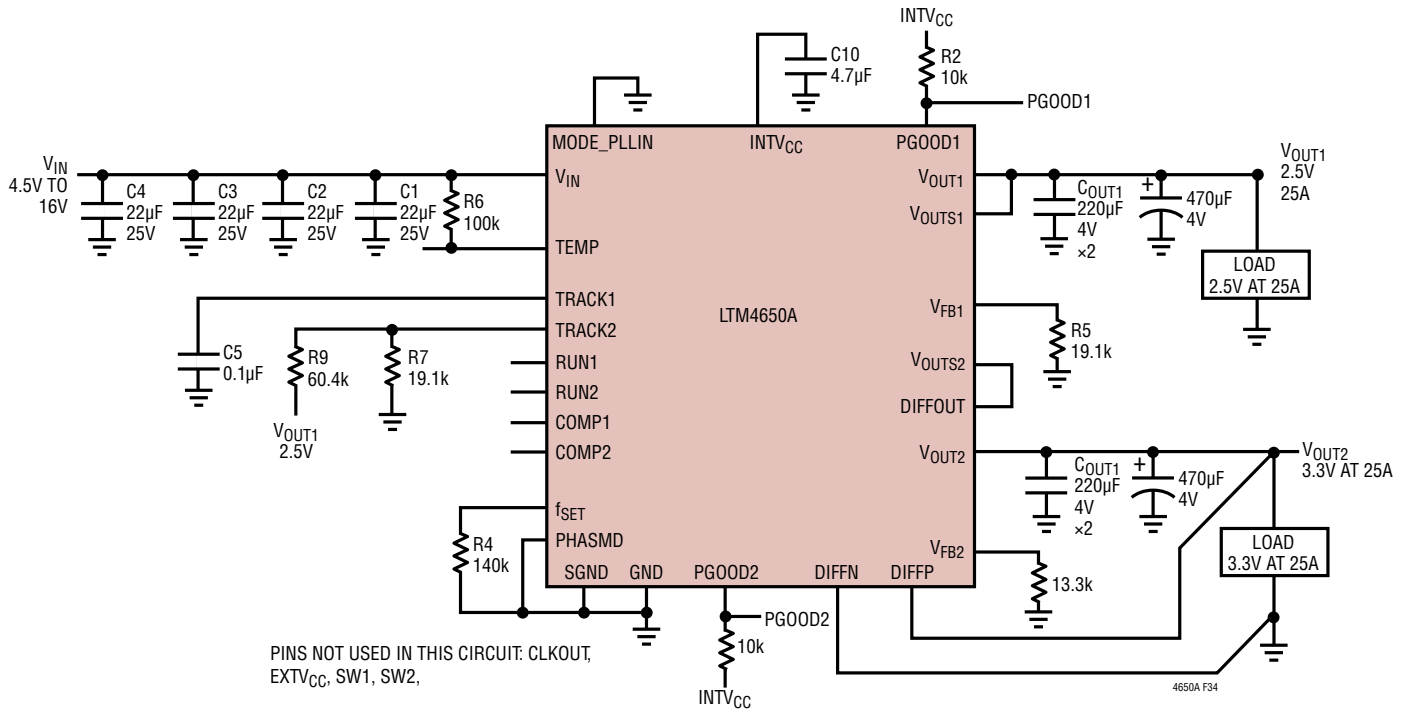 INTVCC
R2
10k
PGOOD1
C10
4.7µF
MODE_PLLIN
INTVCC
PGOOD1
VIN
4.5V TO
16V
C4
22µF
25V
C3
22µF
25V
C2
22µF
25V
C1
22µF
25V
R6
100k
VIN
TEMP
TRACK1
TRACK2
RUN1
RUN2
COMP1
COMP2
fSET
PHASMD
SGND
GND
PGOOD2
DIFFN
DIFFP
LTM4650A
VOUT1
VOUTS1
VFB1
VOUTS2
DIFFOUT
VOUT2
VFB2
COUT1
220µF
4V
×2
+
470µF
4V
VOUT1
2.5V
25A
LOAD
2.5V AT 25A
R5
19.1k
C5
0.1µF
R9
60.4k
R7
19.1k
VOUT1
2.5V
COUT1
220µF
4V
×2
+
470µF
4V
VOUT2
3.3V AT 25A
LOAD
3.3V AT 25A
R4
140k
13.3k
PGOOD2
10k
INTVCC
PINS NOT USED IN THIS CIRCUIT: CLKOUT,
EXTVCC, SW1, SW2,
4650A F34